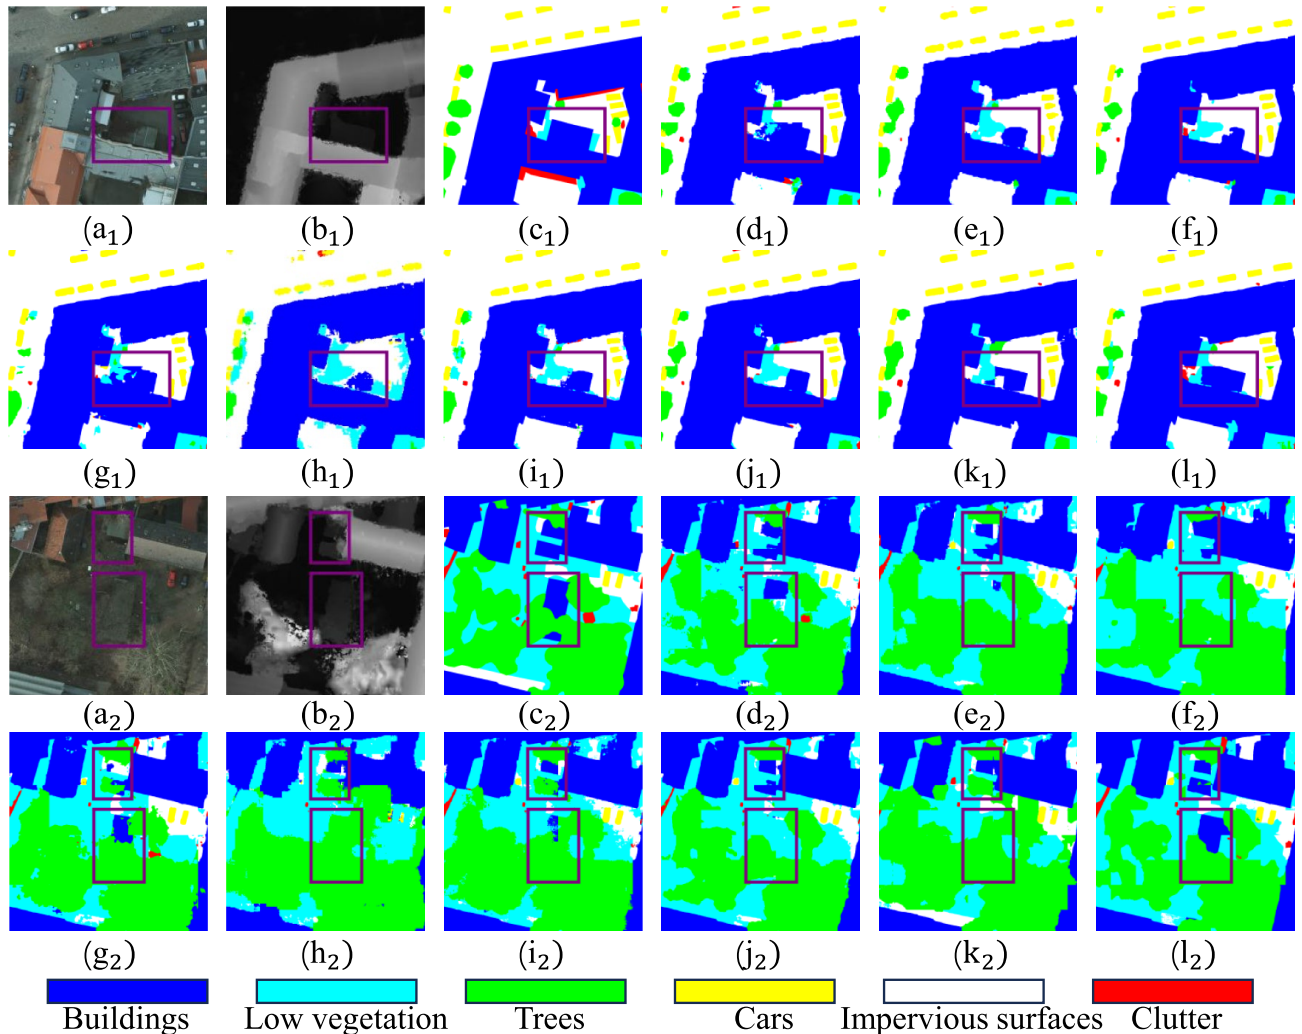 (a₁) (b₁) (c₁) (d₁) (e₁) (f₁)
(g₁) (h₁) (i₁) (j₁) (k₁) (l₁)
(a₂) (b₂) (c₂) (d₂) (e₂) (f₂)
(g₂) (h₂) (i₂) (j₂) (k₂) (l₂)
Buildings Low vegetation Trees Cars Impervious surfaces Clutter